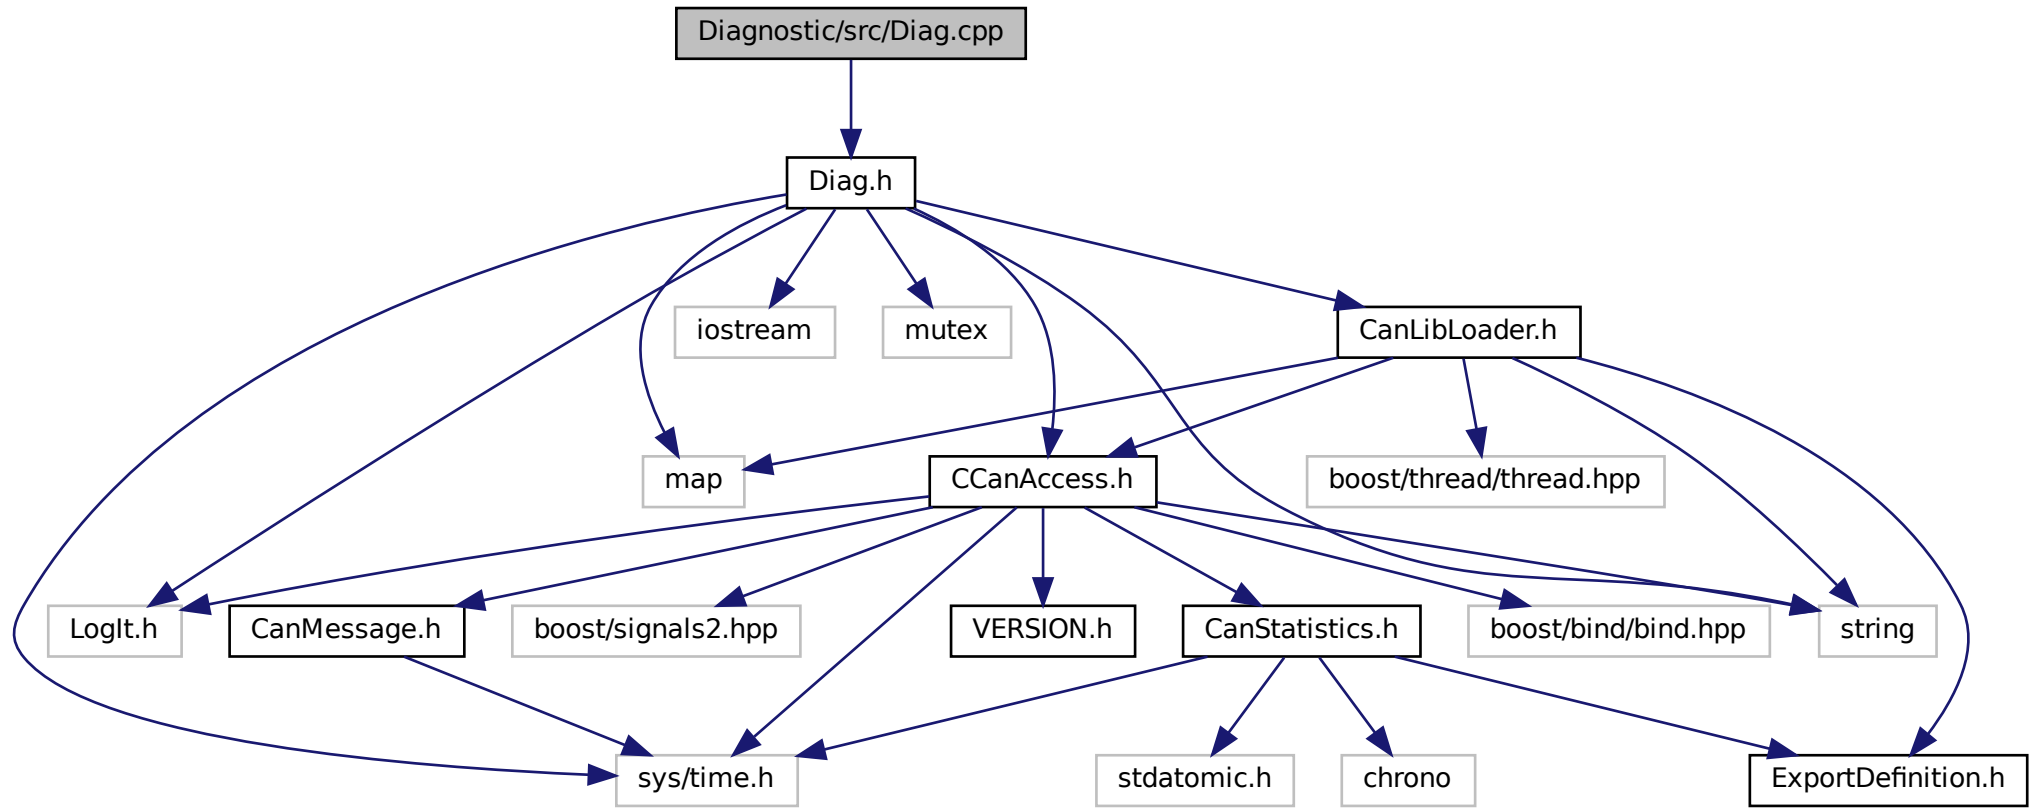 Diagnostic/src/Diag.cpp
Diag.h
iostream
mutex
CanLibLoader.h
map
CCanAccess.h
boost/thread/thread.hpp
LogIt.h
CanMessage.h
boost/signals2.hpp
VERSION.h
CanStatistics.h
boost/bind/bind.hpp
string
sys/time.h
stdatomic.h
chrono
ExportDefinition.h